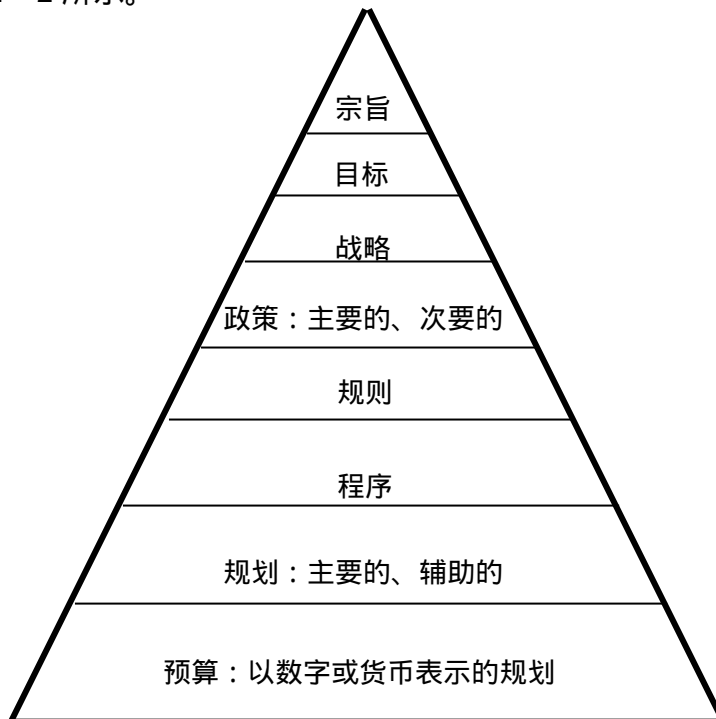 所示。
宗旨
目标
战略
政策：主要的、次要的
规则
程序
规划：主要的、辅助的
预算：以数字或货币表示的规划